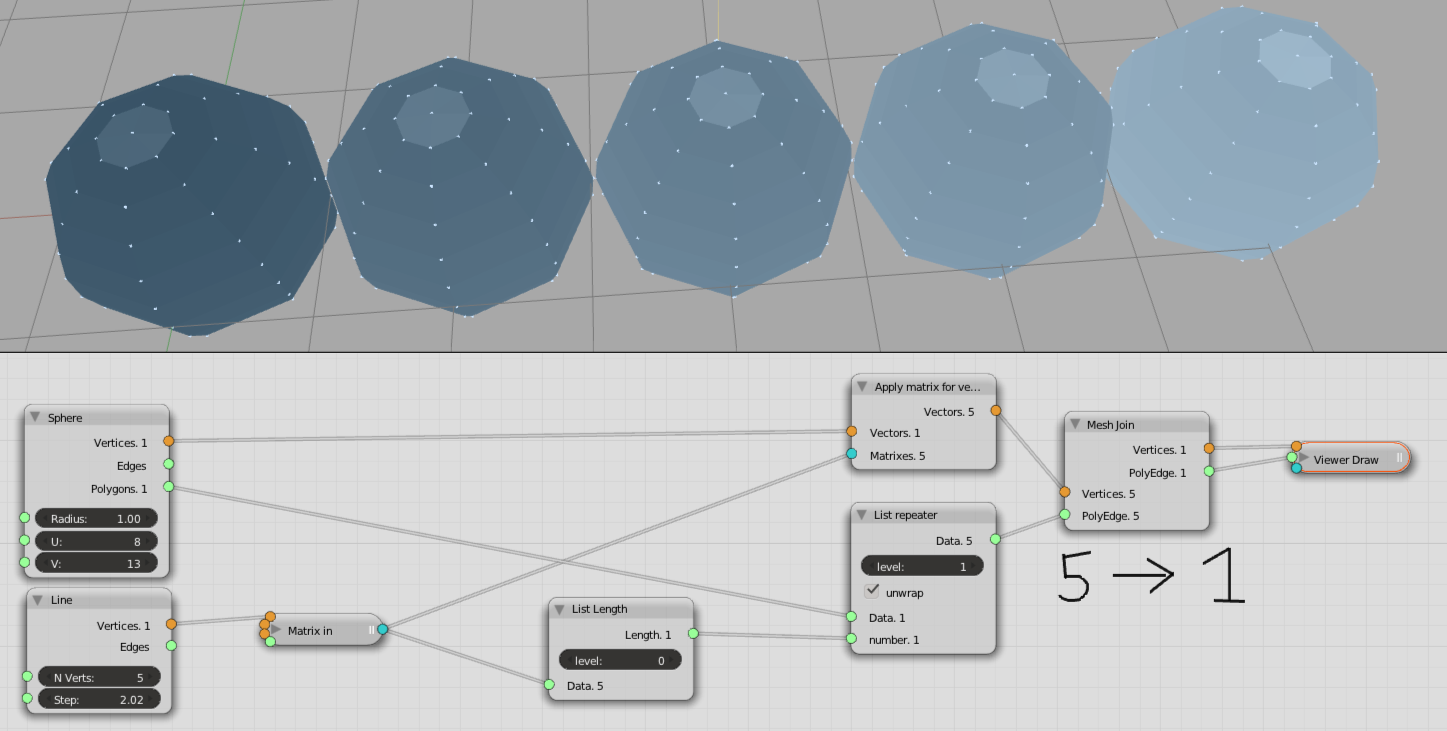 Sphere
Vertices. 1
Edges
Polygons. 1
Radius: 1.00
U: 8
V: 13
Line
Vertices. 1
Edges
N Verts: 5
Step: 2.02
Matrix in
List Length
Length. 1
level: 0
Data. 5
Apply matrix for ve...
Vectors. 5
Vectors. 1
Matrixes. 5
List repeater
Data. 5
level: 1
unwrap
Data. 1
number. 1
Mesh Join
Vertices. 1
PolyEdge. 1
Vertices. 5
PolyEdge. 5
Viewer Draw
5 → 1